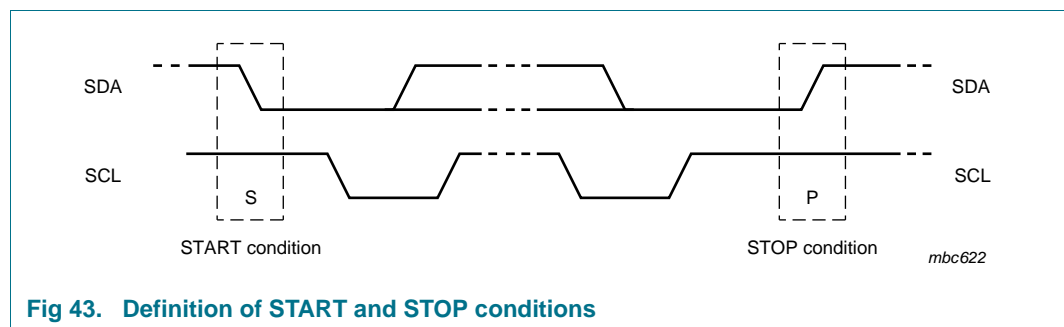 SDA
SDA
SCL
SCL
S
P
START condition
STOP condition
mbc622
Fig 43. Definition of START and STOP conditions